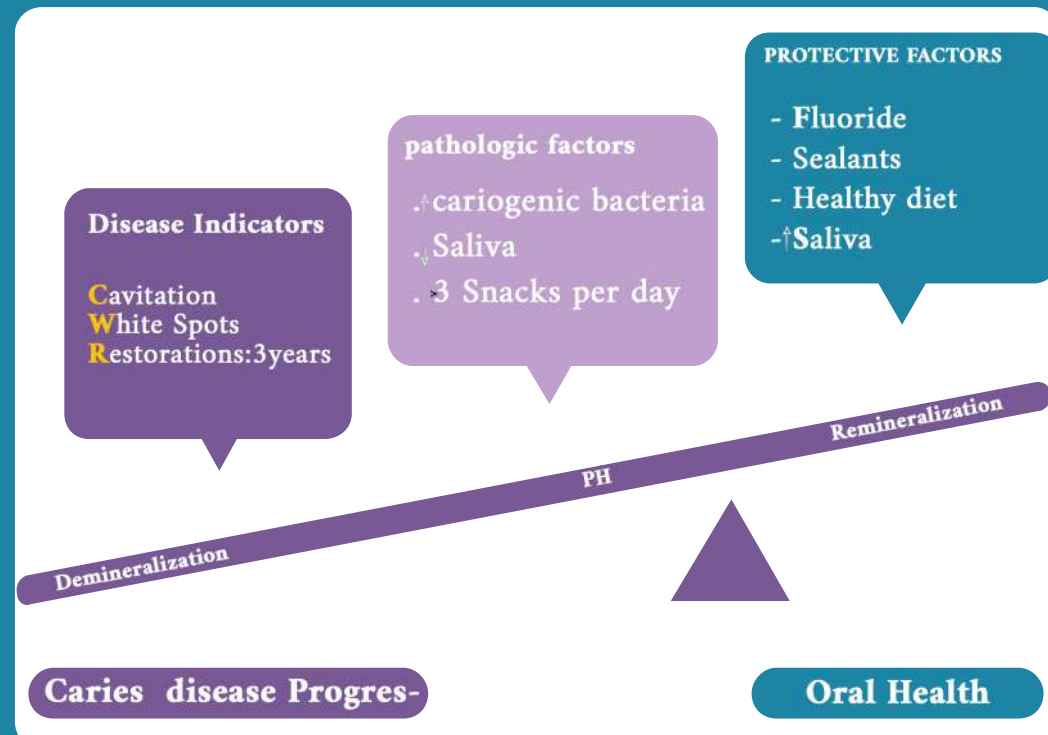 PROTECTIVE FACTORS
- Fluoride
- Sealants
- Healthy diet
-↑Saliva
pathologic factors
.↑cariogenic bacteria
.↓Saliva
. >3 Snacks per day
Disease Indicators
Cavitation
White Spots
Restorations:3years
Remineralization
PH
Demineralization
Caries disease Progres-
Oral Health